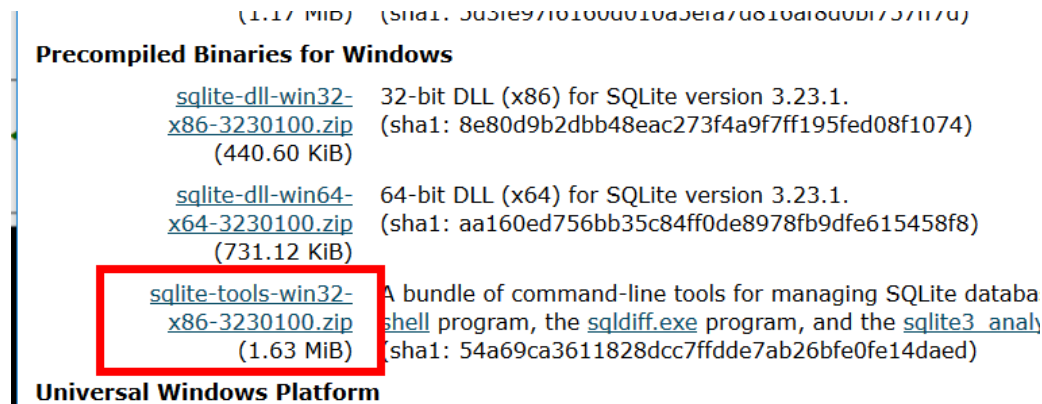 (1.17 MiB) (sha1:
Precompiled Binaries for Windows
sqlite-dll-win32- 32-bit DLL (x86) for SQLite version 3.23.1.
x86-3230100.zip (sha1: 8e80d9b2dbb48eac273f4a9f7ff195fed08f1074)
(440.60 KiB)
sqlite-dll-win64- 64-bit DLL (x64) for SQLite version 3.23.1.
x64-3230100.zip (sha1: aa160ed756bb35c84ff0de8978fb9dfe615458f8)
(731.12 KiB)
sqlite-tools-win32- A bundle of command-line tools for managing SQLite databa
x86-3230100.zip shell program, the sqldiff.exe program, and the sqlite3_analy
(1.63 MiB) (sha1: 54a69ca3611828dcc7ffdde7ab26bfe0fe14daed)
Universal Windows Platform